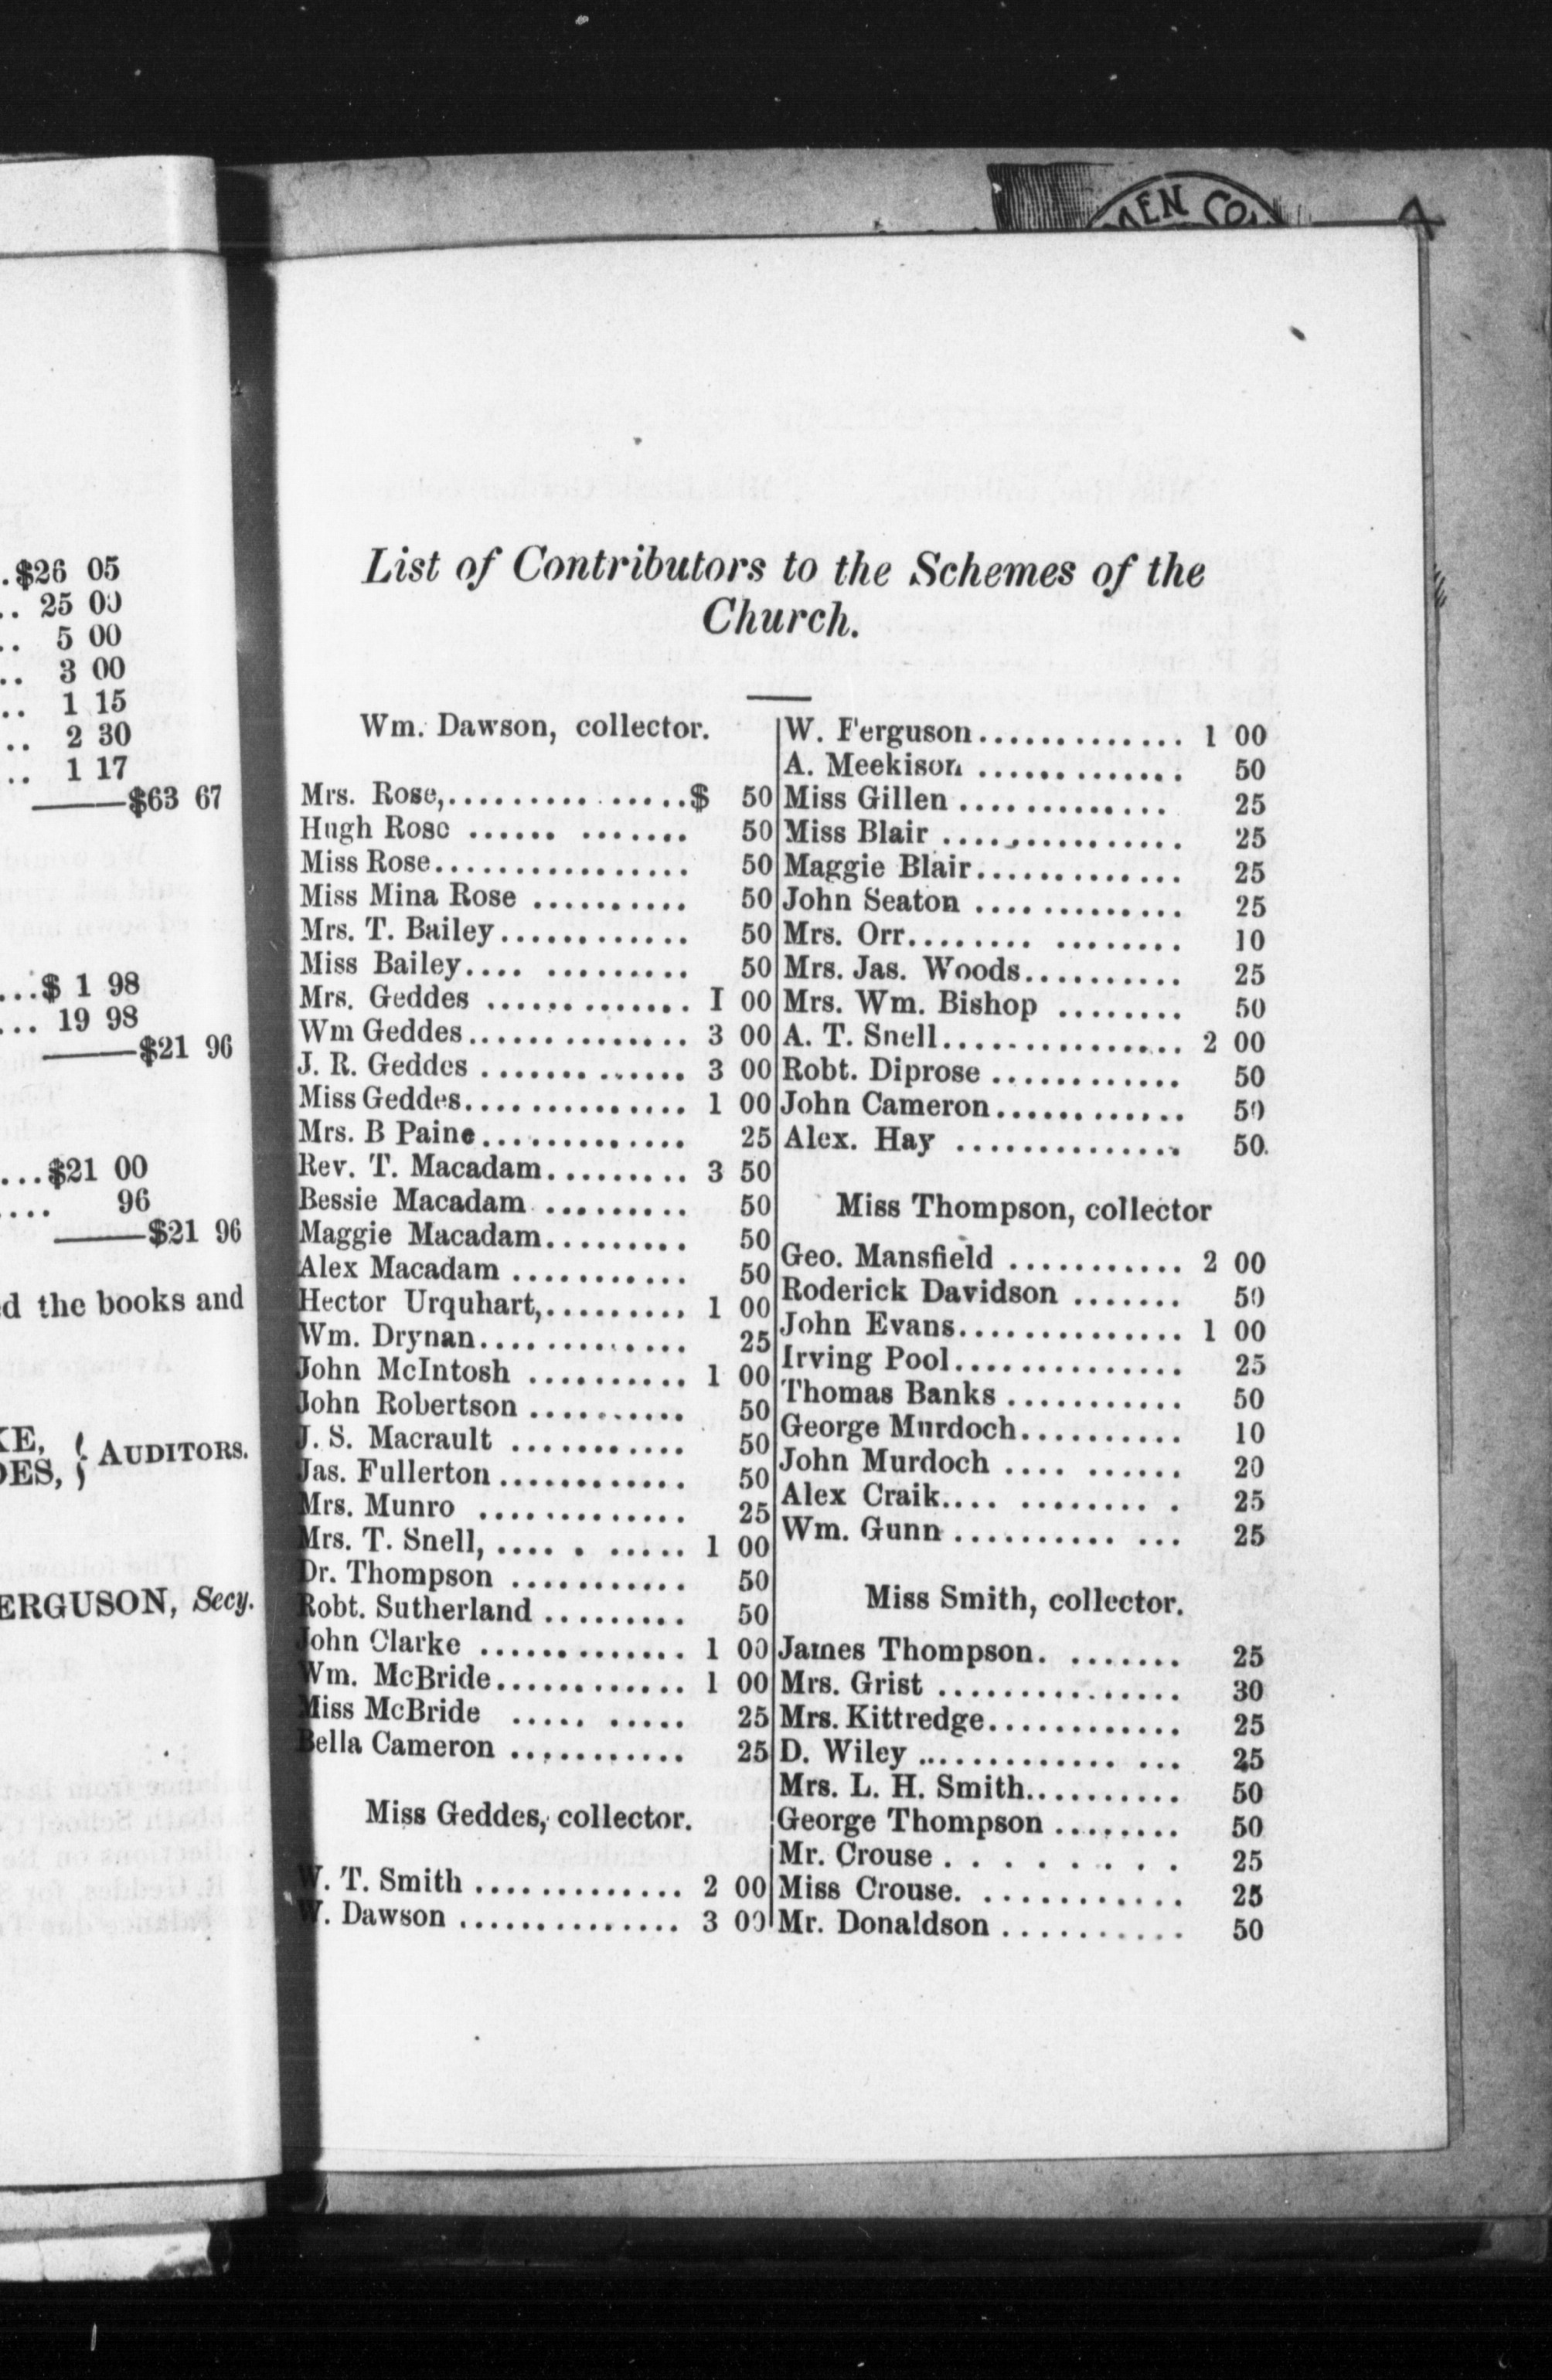 .$26 05
.. 25 00
.. 5 00
.. 3 00
.. 1 15
.. 2 30
.. 1 17
$63 67
...$ 1 98
... 19 98
$21 96
...$21 00
.... 96
$21 96
the books and
AUDITORS.
ERGUSON, Secy.
MEN CO
List of Contributors to the Schemes of the
Church.
Wm. Dawson, collector.
Mrs. Rose,...............$ 50
Hugh Rose ...... ....... 50
Miss Rose................ 50
Miss Mina Rose .......... 50
Mrs. T. Bailey............ 50
Miss Bailey.... ......... 50
Mrs. Geddes ............. I 00
Wm Geddes.............. 3 00
J. R. Geddes ....... ...... 3 00
Miss Geddes.............. 1 00
Mrs. B Paine............. 25
Rev. T. Macadam......... 3 50
Bessie Macadam ......... 50
Maggie Macadam......... 50
Alex Macadam ........... 50
Hector Urquhart,......... 1 00
Wm. Drynan............. 25
John McIntosh .......... 1 00
John Robertson .......... 50
J. S. Macrault ........... 50
Jas. Fullerton ............ 50
Mrs. Munro ............. 25
Mrs. T. Snell, .... . ..... 1 00
Dr. Thompson ........... 50
Robt. Sutherland ......... 50
John Clarke ............. 1 00
Wm. McBride............ 1 00
Miss McBride ..... ..... 25
Bella Cameron ........... 25
Miss Geddes, collector.
W. T. Smith ............. 2 00
W. Dawson .............. 3 00
W. Ferguson............. 1 00
A. Meekison ............. 50
Miss Gillen ............. 25
Miss Blair ............... 25
Maggie Blair............. 25
John Seaton ............. 25
Mrs. Orr........ ........ 10
Mrs. Jas. Woods.......... 25
Mrs. Wm. Bishop ........ 50
A. T. Snell............... 2 00
Robt. Diprose ............ 50
John Cameron............ 50
Alex. Hay .............. 50.
Miss Thompson, collector
Geo. Mansfield ........... 2 00
Roderick Davidson ....... 50
John Evans.............. 1 00
Irving Pool.............. 25
Thomas Banks ........... 50
George Murdoch.......... 10
John Murdoch .... ...... 20
Alex Craik.... ........ . 25
Wm. Gunn .......... ... 25
Miss Smith, collector.
James Thompson. ....... 25
Mrs. Grist ............... 30
Mrs. Kittredge............ 25
D. Wiley ............. ... 25
Mrs. L. H. Smith.......... 50
George Thompson ........ 50
Mr. Crouse . . . . . . . . . 25
Miss Crouse. ............ 25
Mr. Donaldson .......... 50